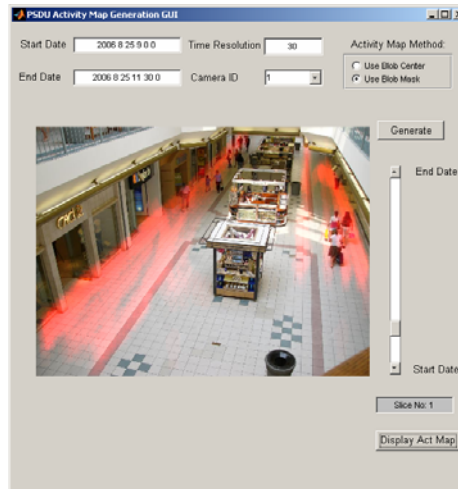 PSDU Activity Map Generation GUI
Start Date 2006 8 25 9 0 0 Time Resolution 30 Activity Map Method:
Use Blob Center
End Date 2006 8 25 11 30 0 Camera ID 1 Use Blob Mask
Generate
End Date
Start Date
Slice No: 1
Display Act Map